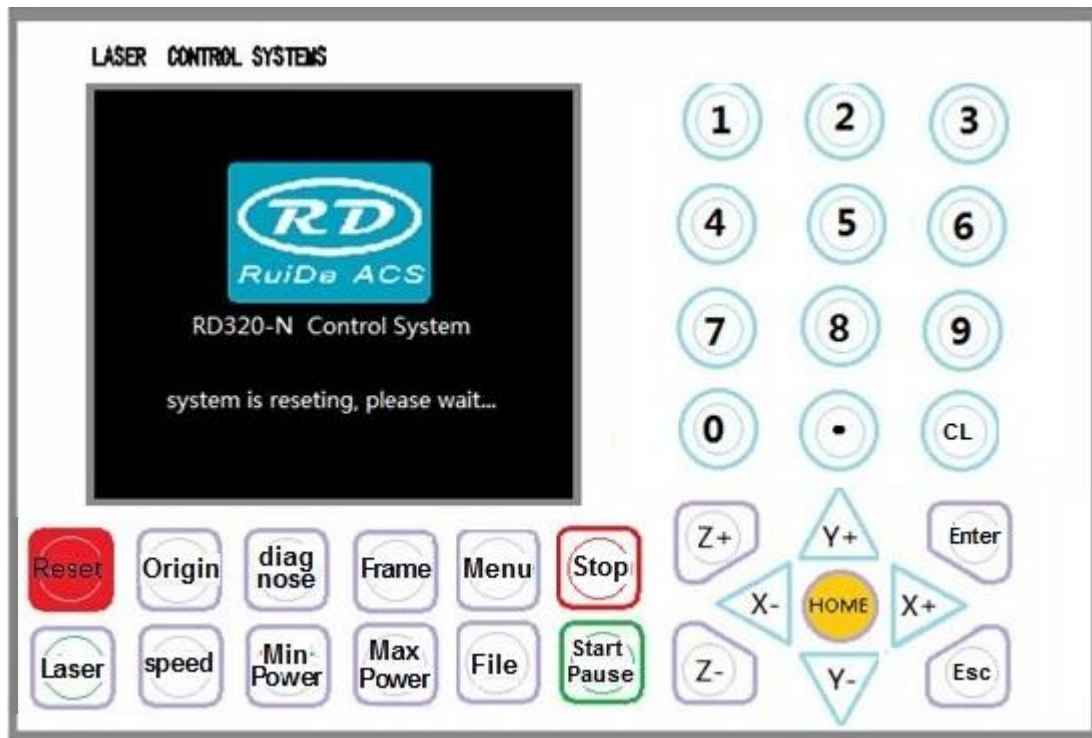 LASER CONTROL SYSTEMS
RD
RuiDa ACS
RD320-N Control System
system is reseting, please wait...
1 2 3
4 5 6
7 8 9
0 . CL
Reset Origin diag nose Frame Menu Stop
Laser speed Min Power Max Power File Start Pause
Z+ Y+ Enter
X- HOME X+
Z- Y- Esc